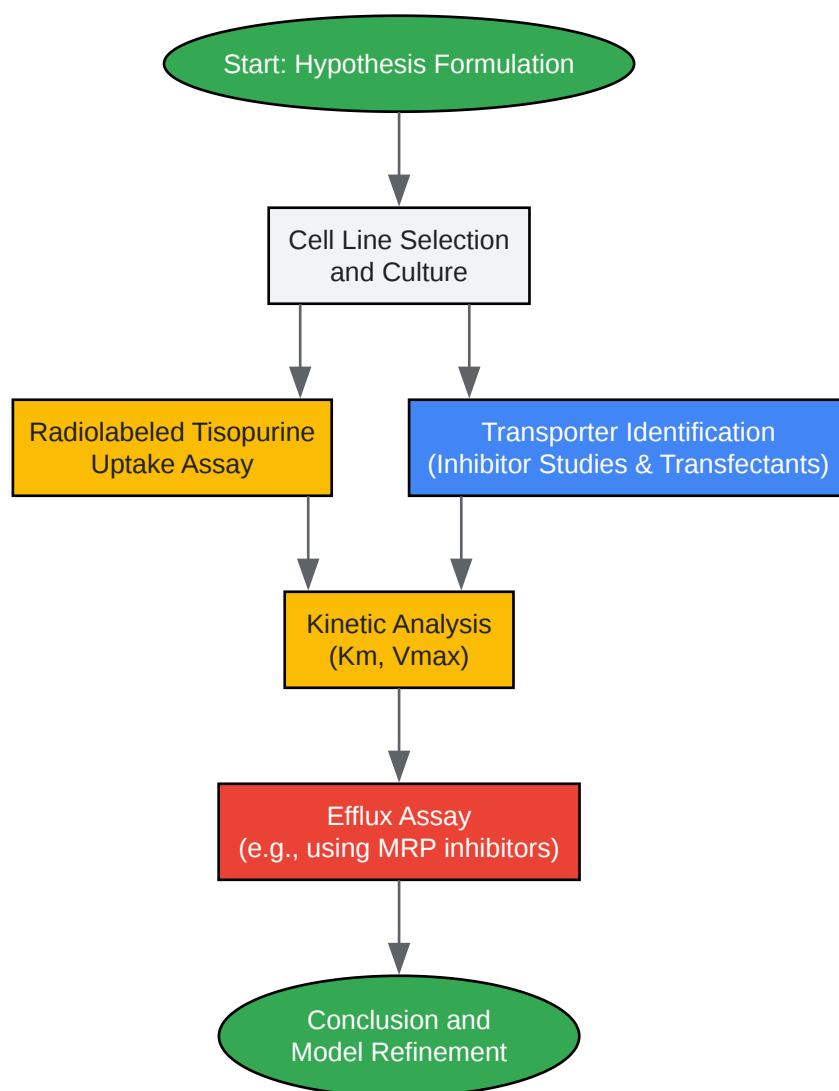 Start: Hypothesis Formulation
Cell Line Selection
and Culture
Radiolabeled Tisopurine
Uptake Assay
Transporter Identification
(Inhibitor Studies & Transfectants)
Kinetic Analysis
(Km, Vmax)
Efflux Assay
(e.g., using MRP inhibitors)
Conclusion and
Model Refinement